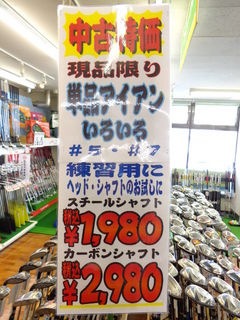 中古特価
現品限り
単品アイアン
いろいろ
#5・#7
練習用に
ヘッド・シャフトのお試しに
スチールシャフト
税込¥1,980
カーボンシャフト
税込¥2,980